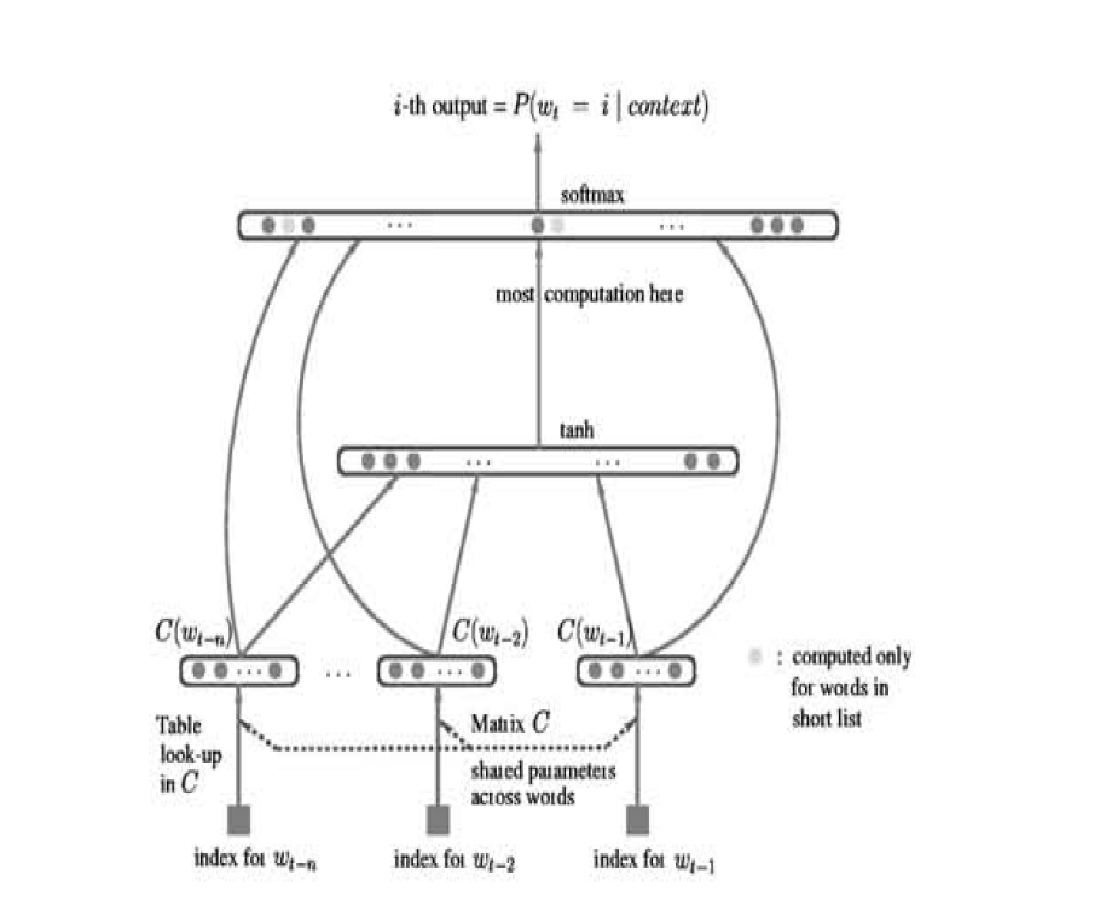 i-th output = P(w_t = i | context)
softmax
...
...
most computation here
tanh
...
...
C(w_{t-n})
C(w_{t-2})
C(w_{t-1})
...
...
...
...
: computed only
for words in
short list
Table
look-up
in C
Matrix C
shared parameters
across words
index for w_{t-n}
index for w_{t-2}
index for w_{t-1}